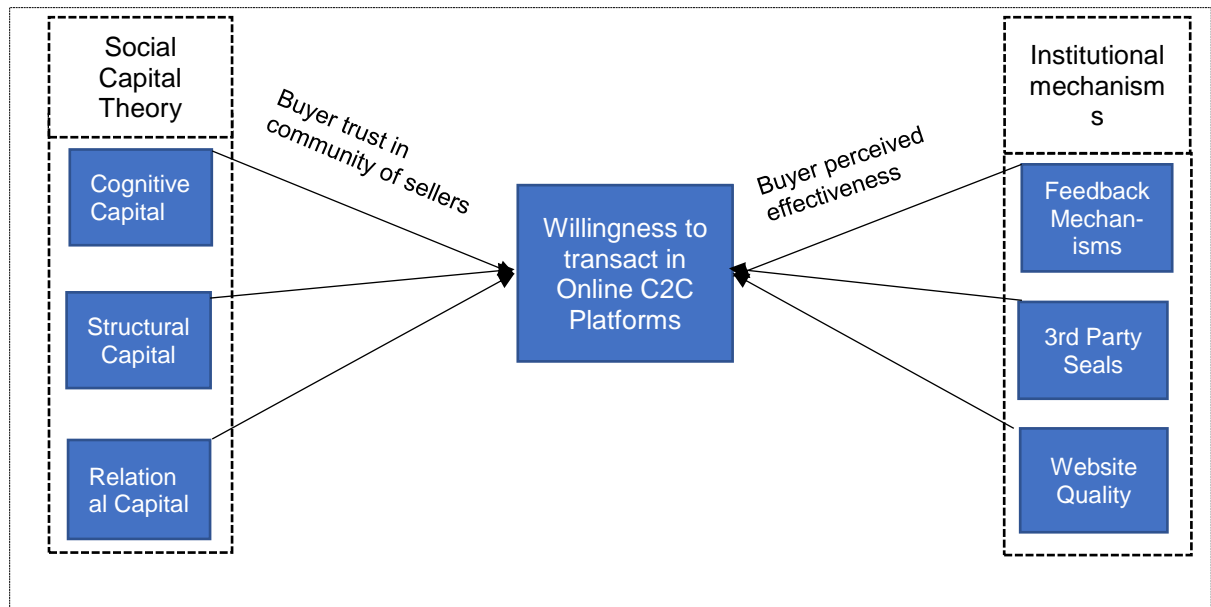 Social
Capital
Theory
Cognitive
Capital
Structural
Capital
Relation
al Capital
Buyer trust in
community of sellers
Willingness to
transact in
Online C2C
Platforms
Buyer perceived
effectiveness
Institutional
mechanism
s
Feedback
Mechan-
isms
3rd Party
Seals
Website
Quality